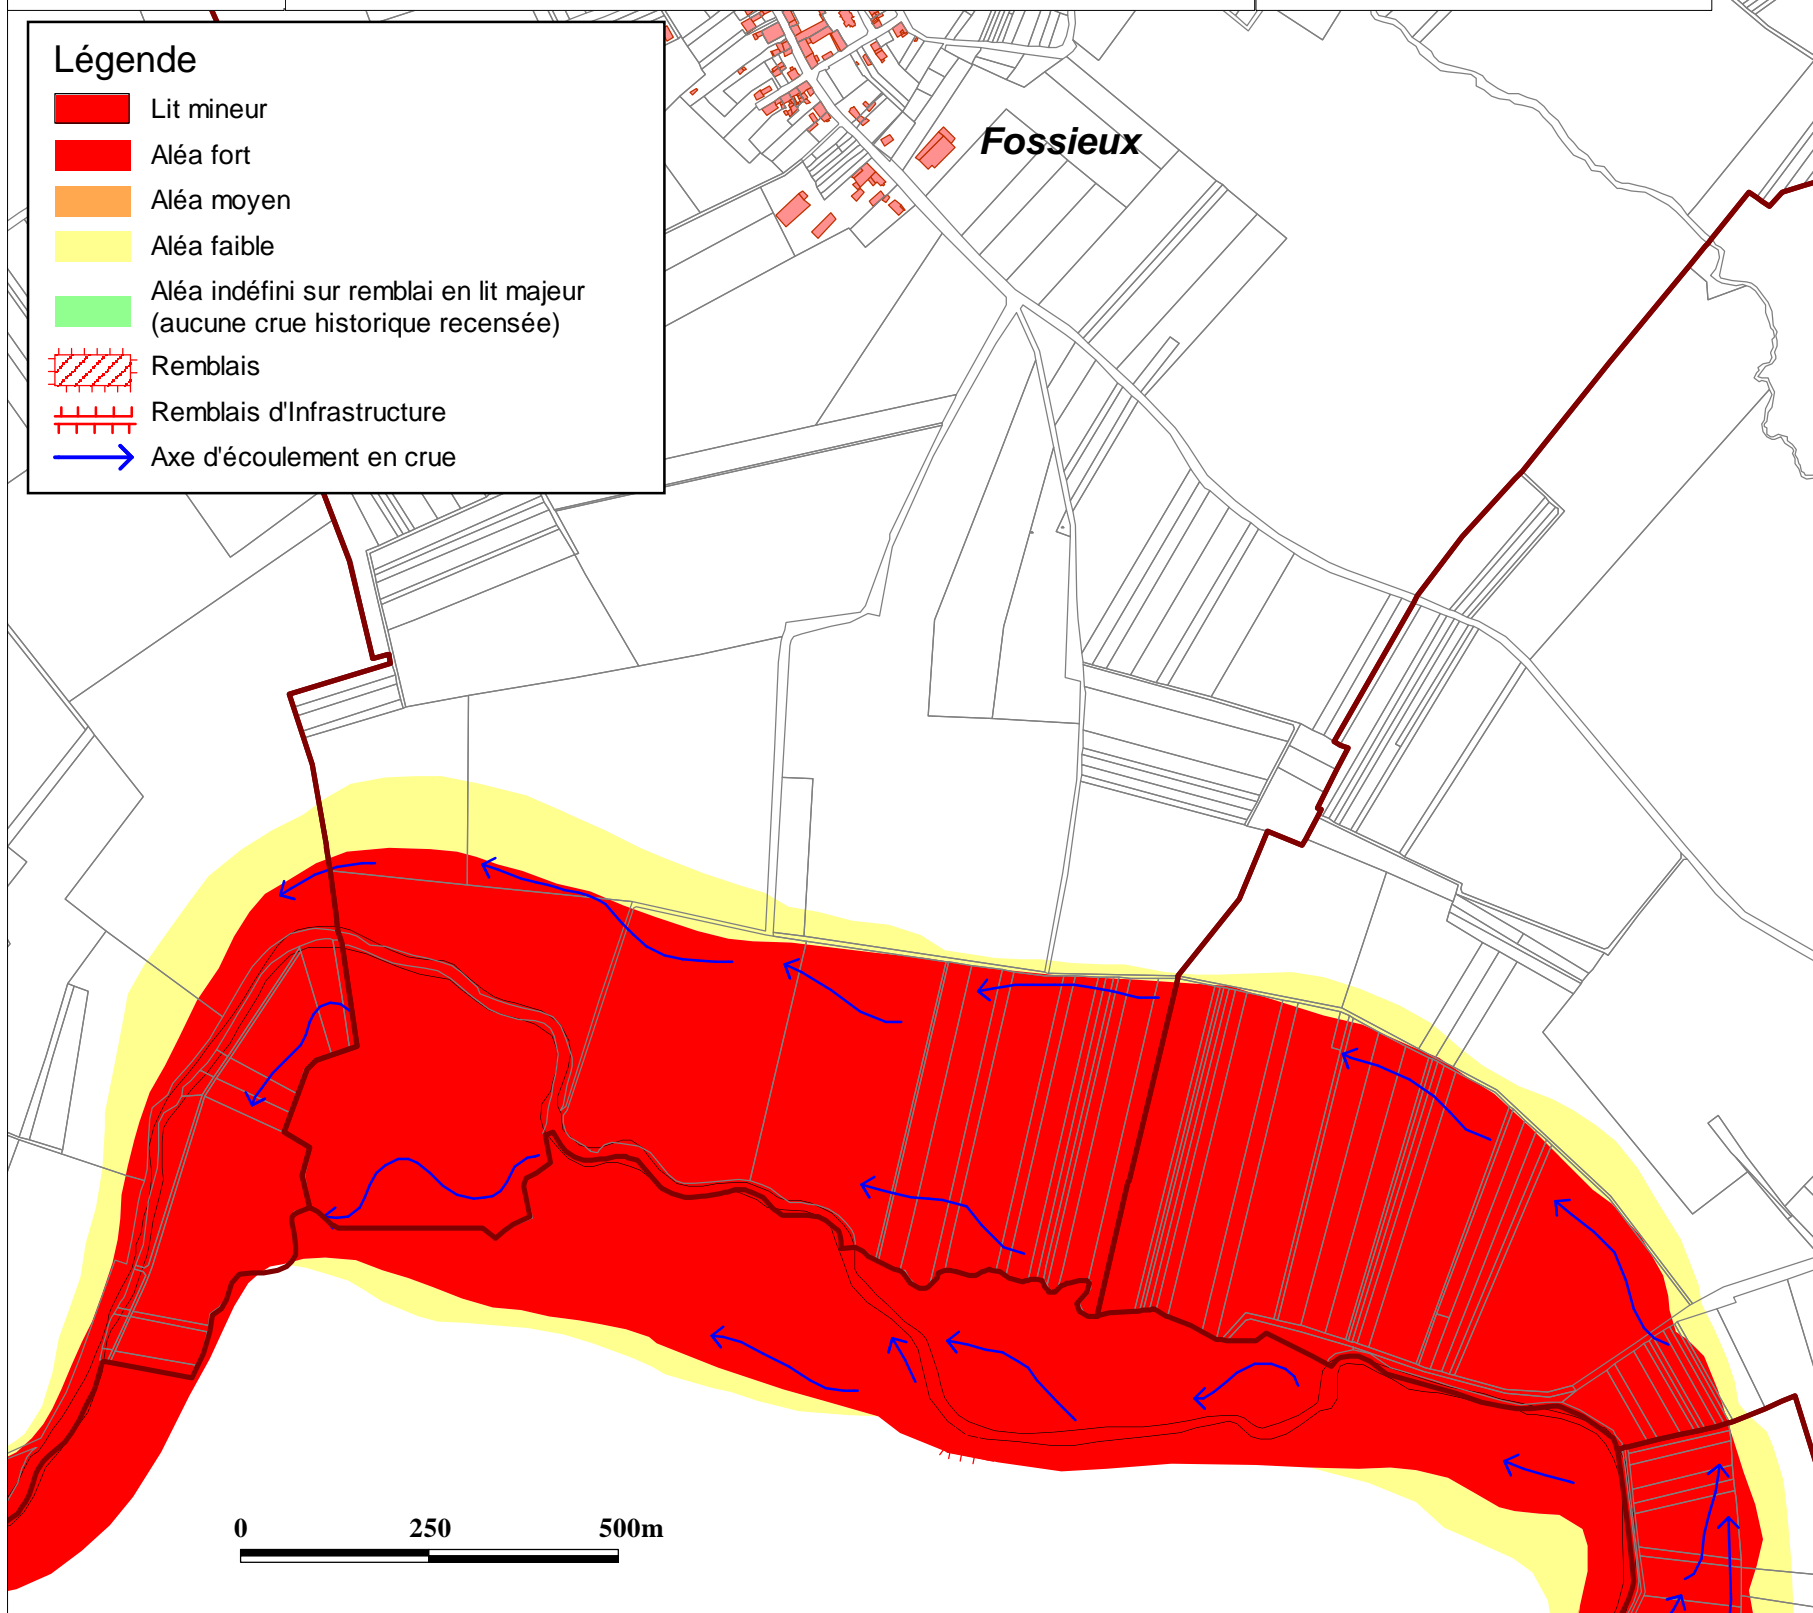 Légende
Lit mineur
Aléa fort
Aléa moyen
Aléa faible
Aléa indéfini sur remblai en lit majeur
(aucune crue historique recensée)
Remblais
Remblais d'Infrastructure
Axe d'écoulement en crue
Fossieux
0 250 500m